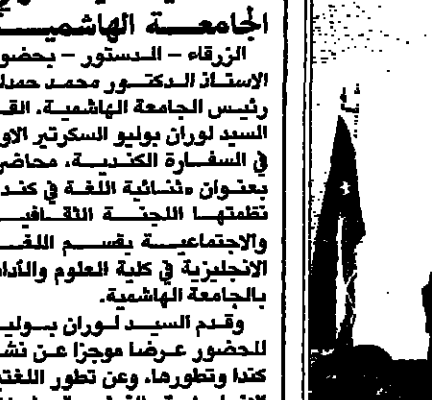 الجامعة الهاشمية
الزرقاء – الدستور – بحضور
الاستاذ الدكتور محمد حمدان
رئيس الجامعة الهاشمية، القى
السيد لوران بوليو السكرتير الاول
في السفارة الكندية، محاضرة
بعنوان «ثنائية اللغة في كندا
نظمتها اللجنة الثقافية
والاجتماعية بقسم اللغة
الانجليزية في كلية العلوم والآداب
بالجامعة الهاشمية.
وقدم السيد لوران بوليو
للحضور عرضا موجزا عن
كندا وتطورها، وعن تطور اللغتين